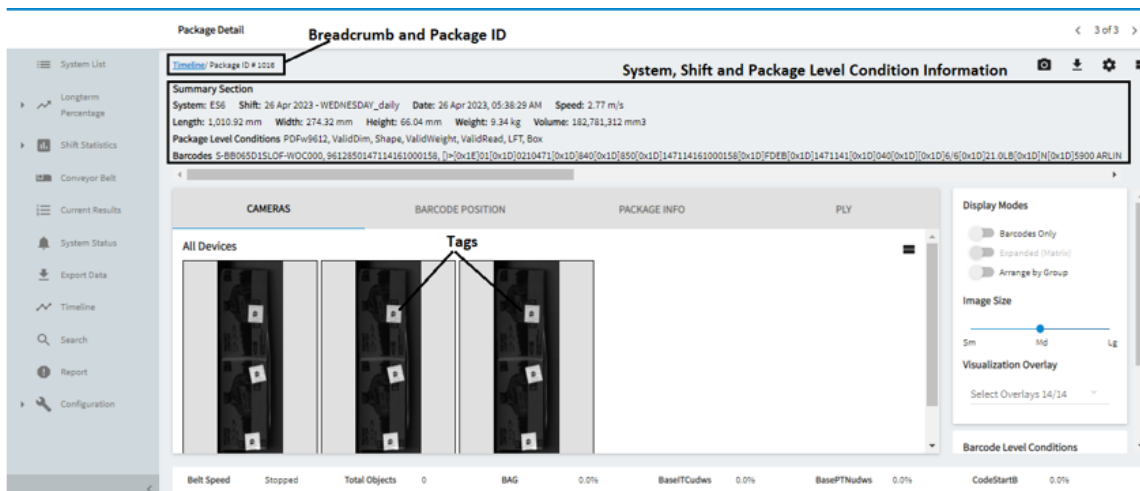 Package Detail
Breadcrumb and Package ID
3 of 3
Timeline/ Package ID # 1016
System, Shift and Package Level Condition Information
Summary Section
System: ES6 Shift: 26 Apr 2023 - WEDNESDAY_daily Date: 26 Apr 2023, 05:38:29 AM Speed: 2.77 m/s
Length: 1,010.92 mm Width: 274.32 mm Height: 66.04 mm Weight: 9.34 kg Volume: 182,781,312 mm3
Package Level Conditions PDFw9612, ValidDim, Shape, ValidWeight, ValidRead, LFT, Box
Barcodes S-BB065D1SLOF-WOC000, 9612850147114161000158, [)>[0x1E]01[0x1D]0210471[0x1D]840[0x1D]850[0x1D]147114161000158[0x1D]FDEB[0x1D]1471141[0x1D]040[0x1D][0x1D]6/6[0x1D]21.0LB[0x1D]N[0x1D]5900 ARLIN
System List
Longterm
Percentage
Shift Statistics
Conveyor Belt
Current Results
System Status
Export Data
Timeline
Search
Report
Configuration
CAMERAS
BARCODE POSITION
PACKAGE INFO
PLY
All Devices
Tags
Display Modes
Barcodes Only
Expanded (Matrix)
Arrange by Group
Image Size
Sm Md Lg
Visualization Overlay
Select Overlays 14/14
Barcode Level Conditions
Belt Speed Stopped Total Objects 0 BAG 0.0% BaseITCudws 0.0% BasePTNudws 0.0% CodeStartB 0.0%